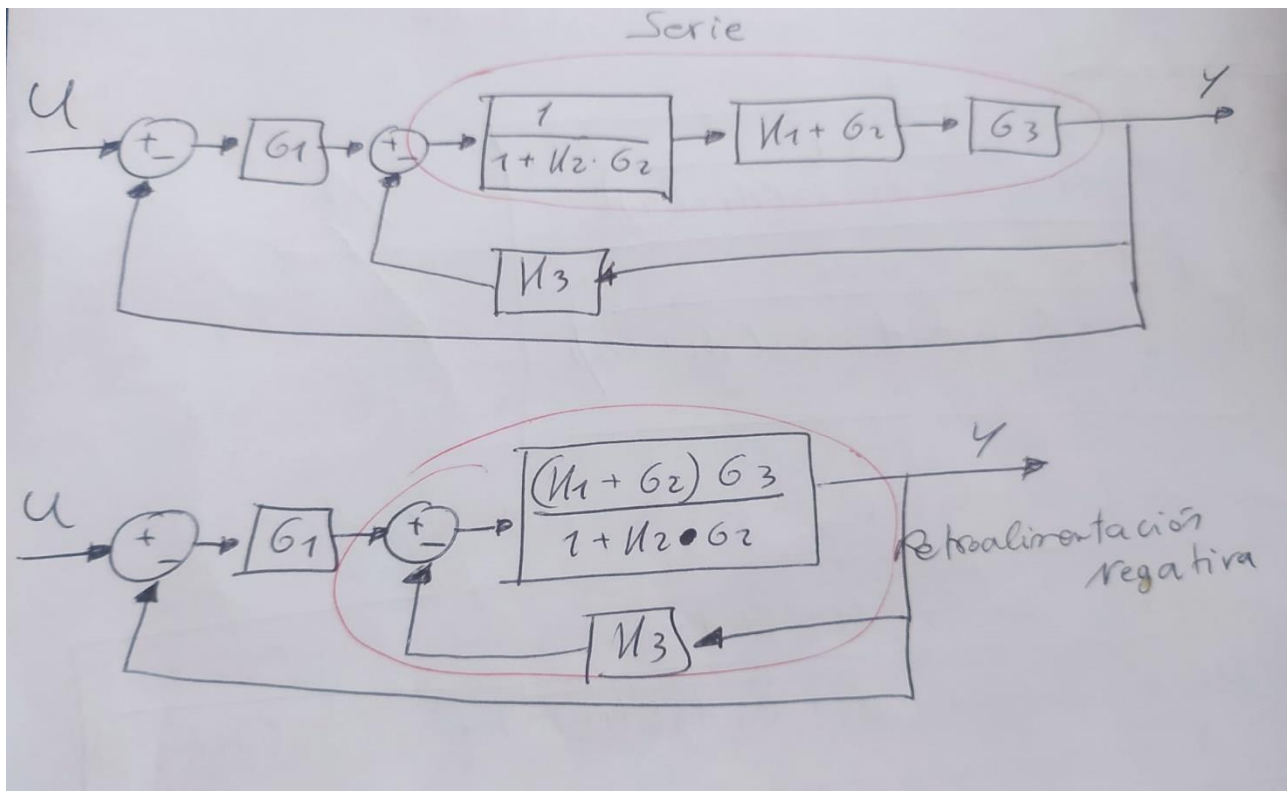 Serie
U
Y
+
-
G1
+
-
1
1 + H2 · G2
H1 + G2
G3
H3
U
Y
+
-
G1
+
-
(H1 + G2) G3
1 + H2 • G2
H3
Retroalimentación
Negativa